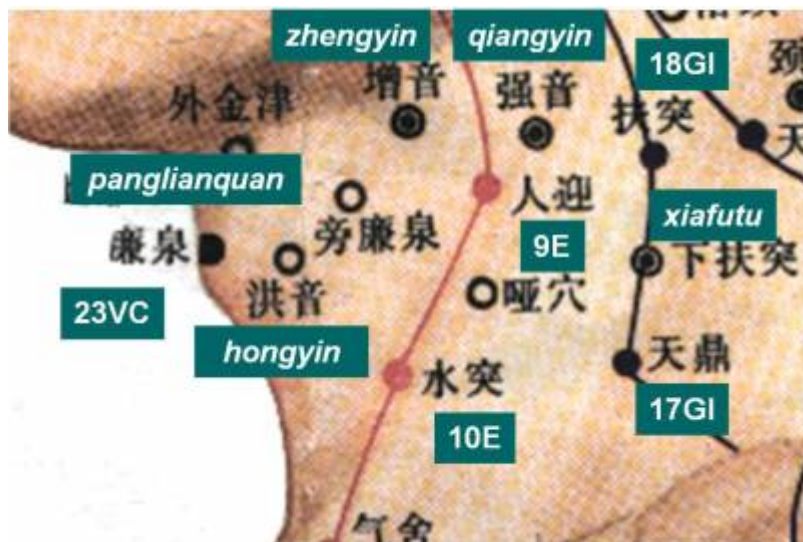 zhengyin
qiangyin
18GI
外金津
增音
强音
扶突
颈
天
panglianquan
人迎
xiafutu
廉泉
旁廉泉
9E
下扶突
23VC
洪音
哑穴
hongyin
水突
天鼎
10E
17GI
气舍